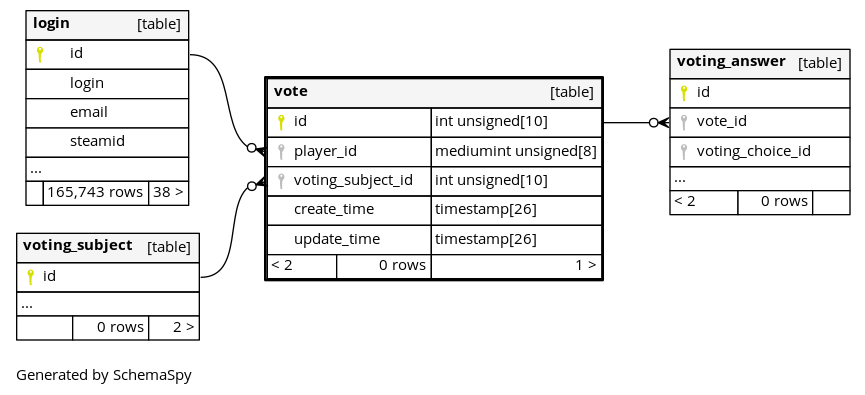 login [table]
id
login
email
steamid
...
165,743 rows 38 >
voting_subject [table]
id
...
0 rows 2 >
vote [table]
id int unsigned[10]
player_id mediumint unsigned[8]
voting_subject_id int unsigned[10]
create_time timestamp[26]
update_time timestamp[26]
< 2 0 rows 1 >
voting_answer [table]
id
vote_id
voting_choice_id
...
< 2 0 rows
Generated by SchemaSpy